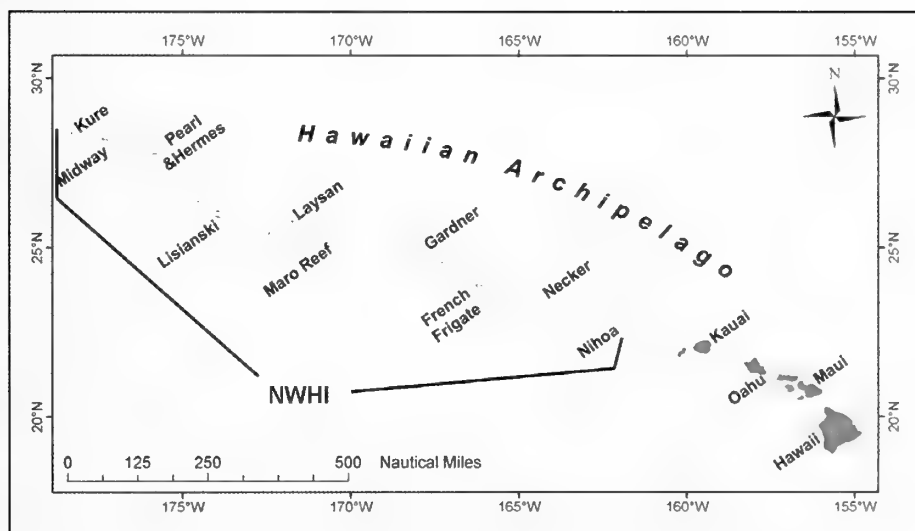 175°W 170°W 165°W 160°W 155°W
30°N 30°N
N
Hawaiian Archipelago
Kure
Midway
Pearl
&Hermes
Laysan
Lisianski
Maro Reef
Gardner
25°N 25°N
Necker
French
Frigate
Nihoa
Kauai
Oahu
Maui
NWHI
20°N 20°N
Hawaii
0 125 250 500 Nautical Miles
175°W 170°W 165°W 160°W 155°W